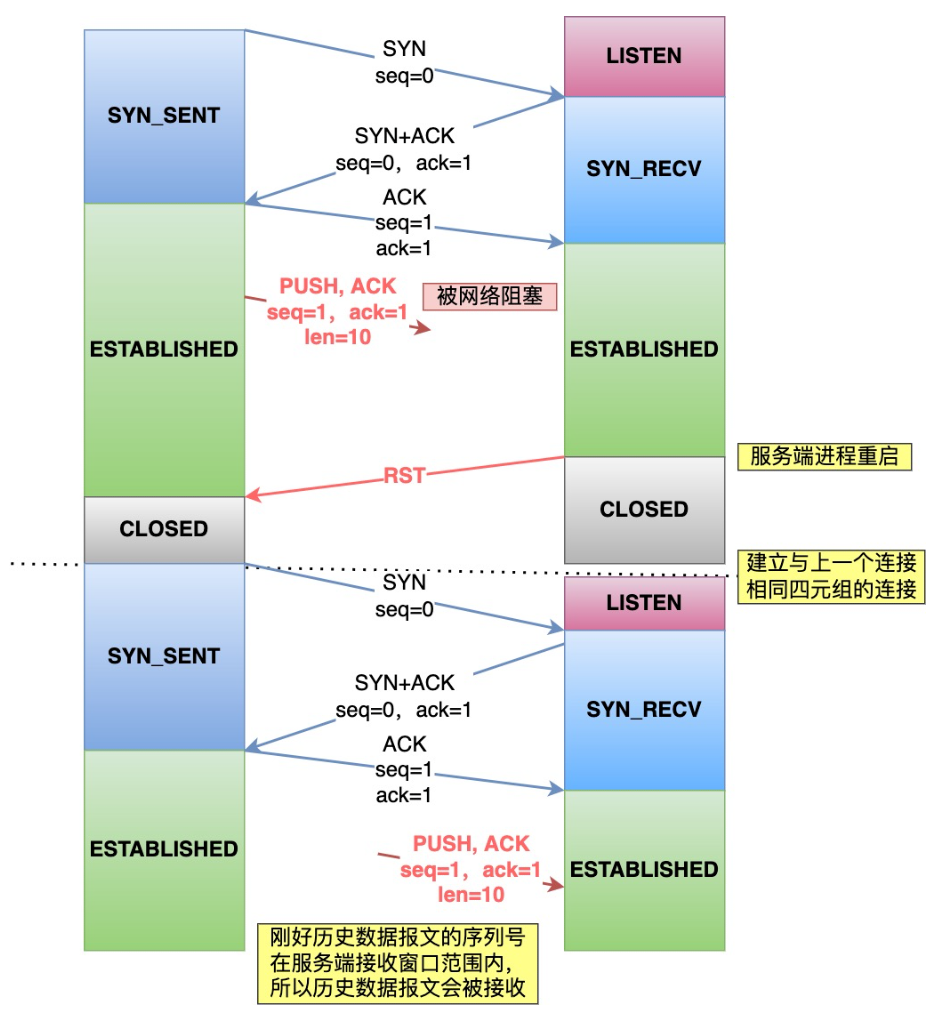 LISTEN
SYN
seq=0
SYN_SENT
SYN+ACK
seq=0，ack=1
SYN_RECV
ACK
seq=1
ack=1
PUSH, ACK
seq=1，ack=1
len=10
被网络阻塞
ESTABLISHED
ESTABLISHED
服务端进程重启
RST
CLOSED
CLOSED
建立与上一个连接
相同四元组的连接
SYN
seq=0
LISTEN
SYN_SENT
SYN+ACK
seq=0，ack=1
SYN_RECV
ACK
seq=1
ack=1
ESTABLISHED
PUSH, ACK
seq=1，ack=1
len=10
ESTABLISHED
刚好历史数据报文的序列号
在服务端接收窗口范围内，
所以历史数据报文会被接收